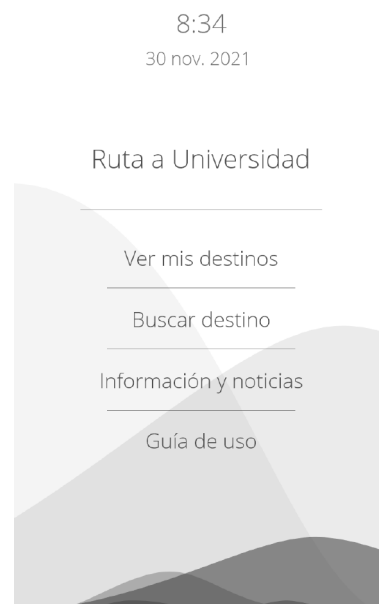 8:34
30 nov. 2021
Ruta a Universidad
Ver mis destinos
Buscar destino
Información y noticias
Guía de uso